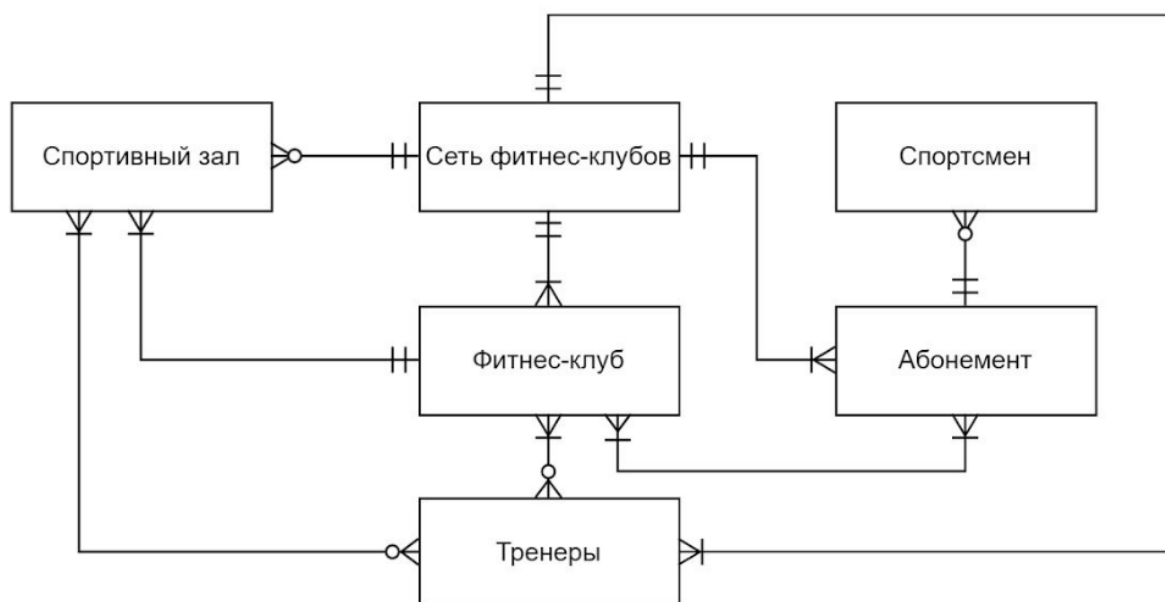 Спортивный зал
Сеть фитнес-клубов
Спортсмен
Фитнес-клуб
Абонемент
Тренеры